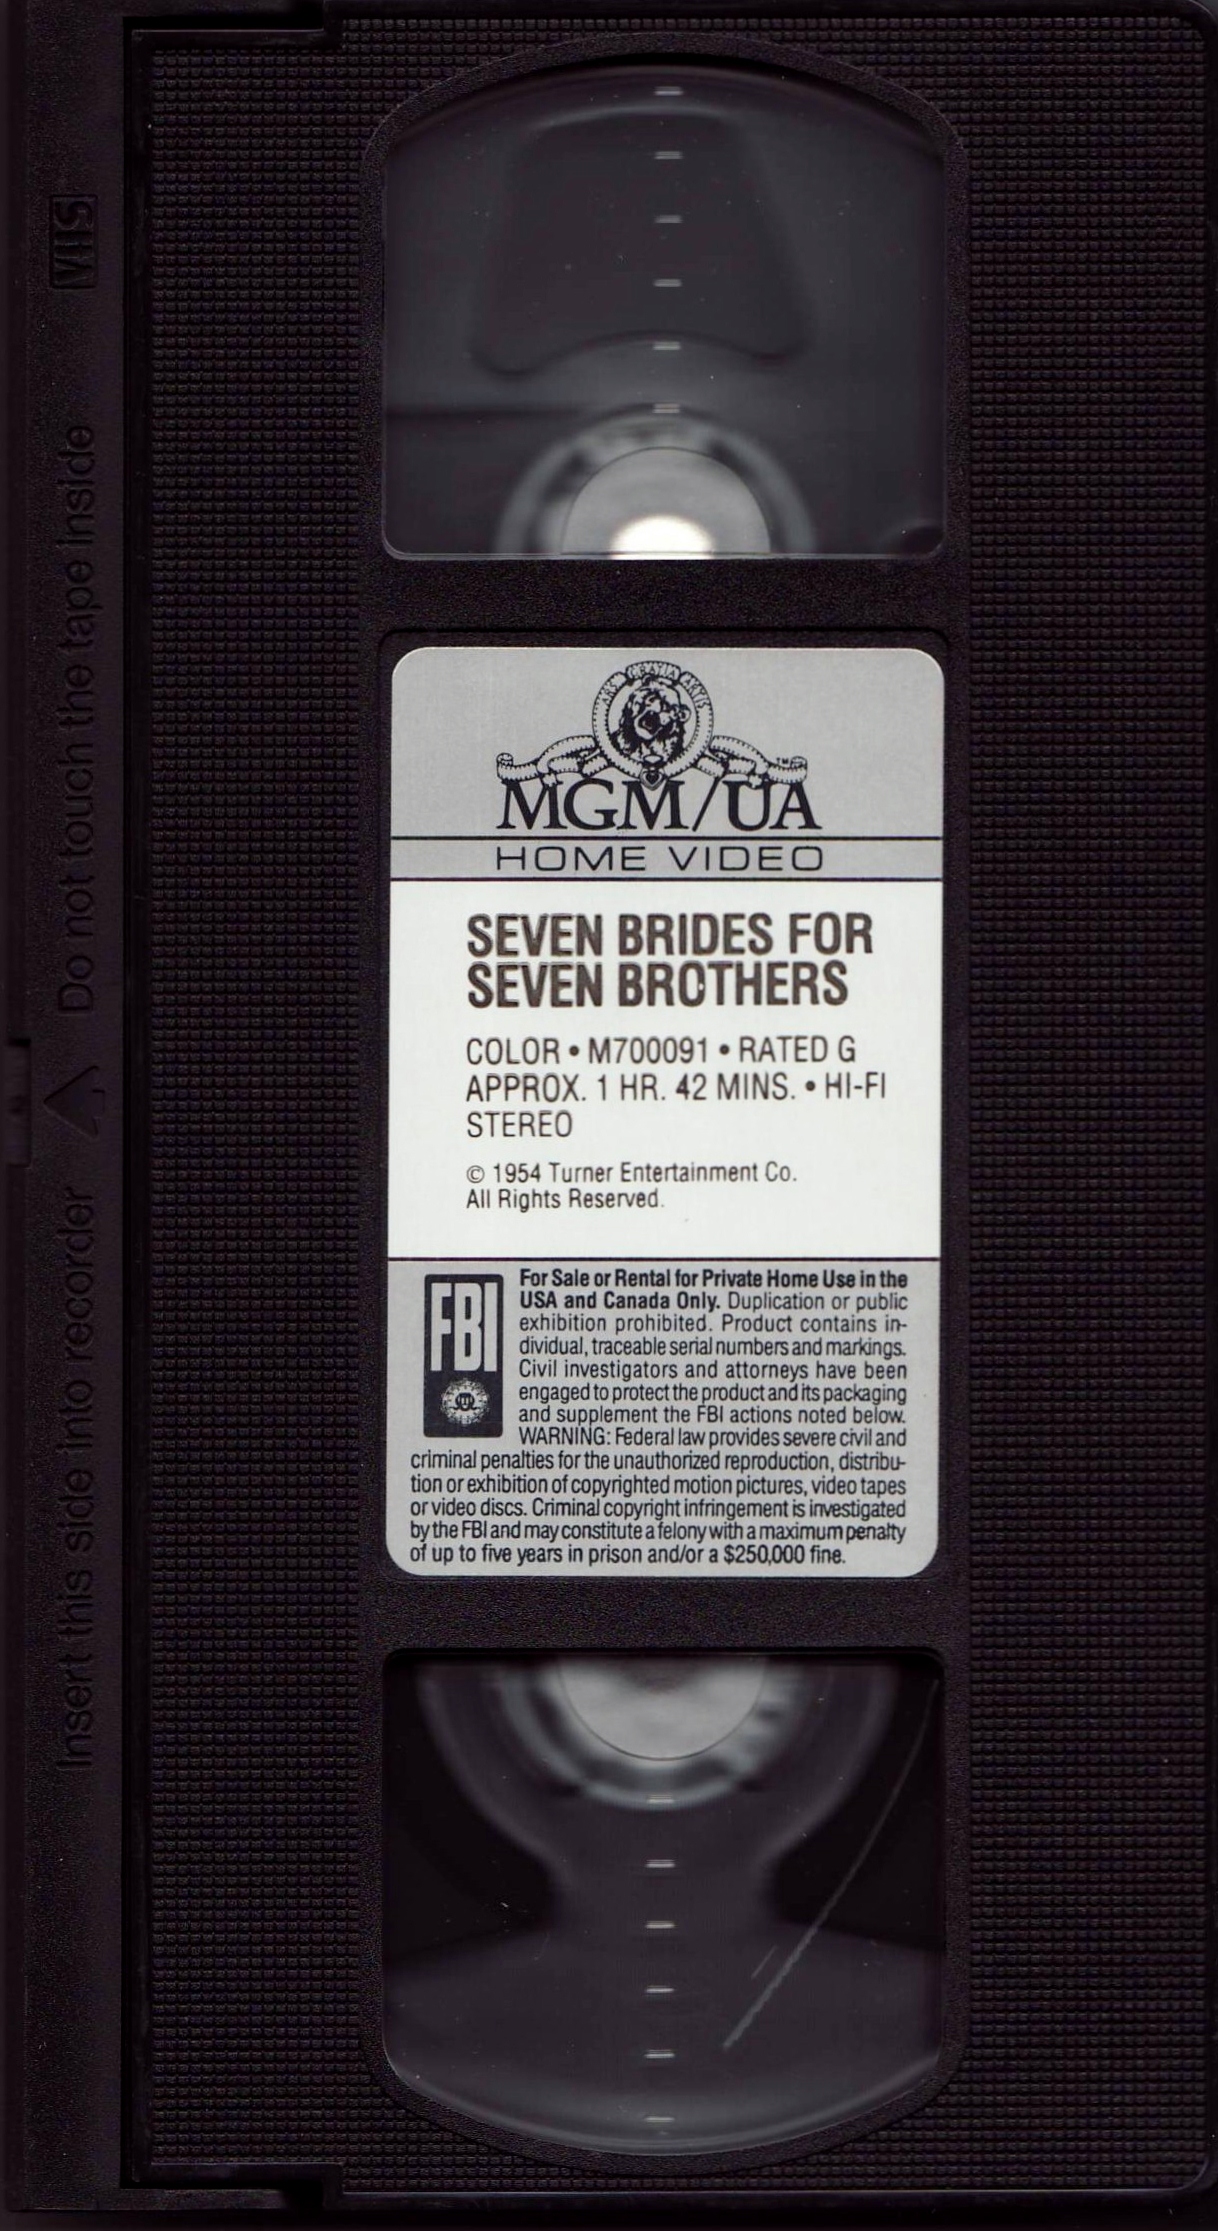 VHS
Do not touch the tape inside
Insert this side into recorder
ARS GRATIA ARTIS
MGM/UA
HOME VIDEO
SEVEN BRIDES FOR
SEVEN BROTHERS
COLOR • M700091 • RATED G
APPROX. 1 HR. 42 MINS. • HI-FI
STEREO
© 1954 Turner Entertainment Co.
All Rights Reserved.
FBI
For Sale or Rental for Private Home Use in the
USA and Canada Only. Duplication or public
exhibition prohibited. Product contains in-
dividual, traceable serial numbers and markings.
Civil investigators and attorneys have been
engaged to protect the product and its packaging
and supplement the FBI actions noted below.
WARNING: Federal law provides severe civil and
criminal penalties for the unauthorized reproduction, distribu-
tion or exhibition of copyrighted motion pictures, video tapes
or video discs. Criminal copyright infringement is investigated
by the FBI and may constitute a felony with a maximum penalty
of up to five years in prison and/or a $250,000 fine.